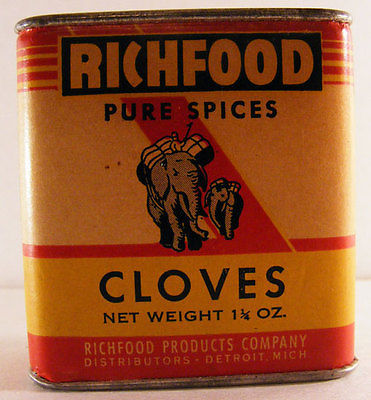 RICHFOOD
PURE SPICES
CLOVES
NET WEIGHT 1¼ OZ.
RICHFOOD PRODUCTS COMPANY
DISTRIBUTORS - DETROIT, MICH.